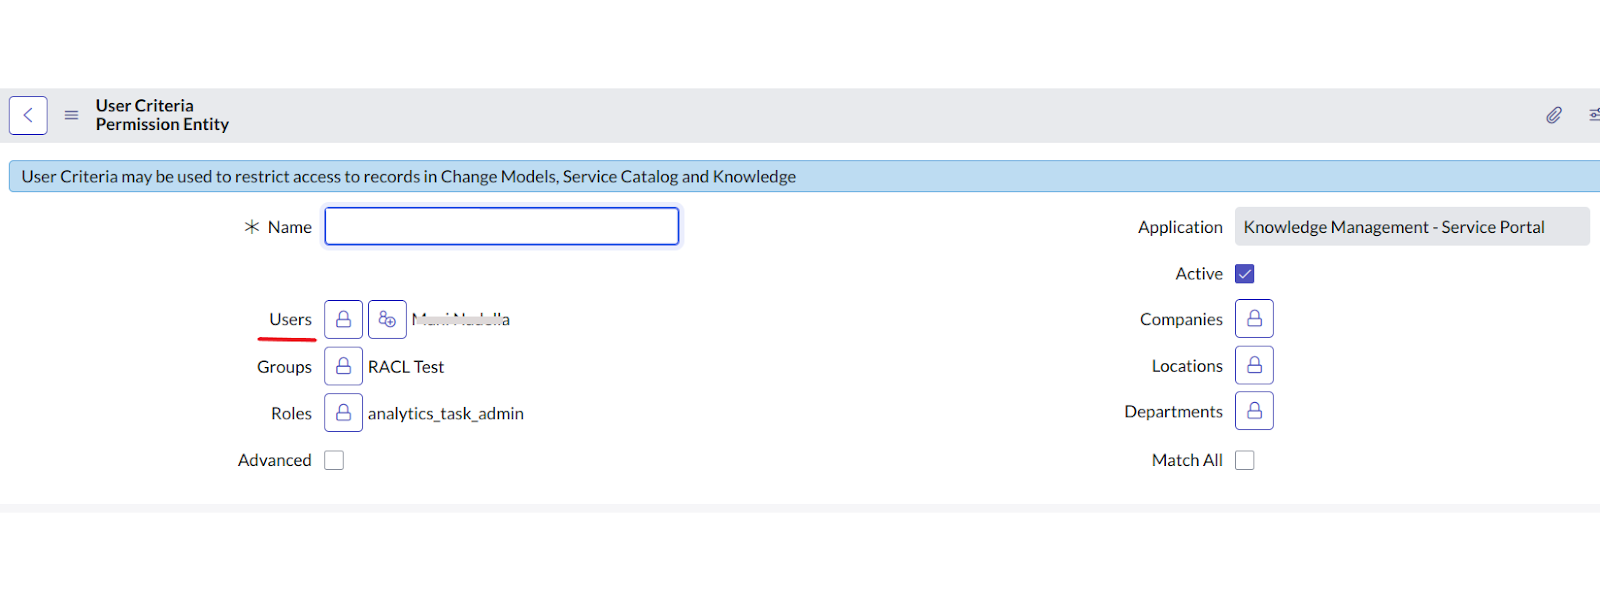 User Criteria
Permission Entity
User Criteria may be used to restrict access to records in Change Models, Service Catalog and Knowledge
* Name
Application Knowledge Management - Service Portal
Active
Users
Companies
Groups RACL Test
Locations
Roles analytics_task_admin
Departments
Advanced
Match All